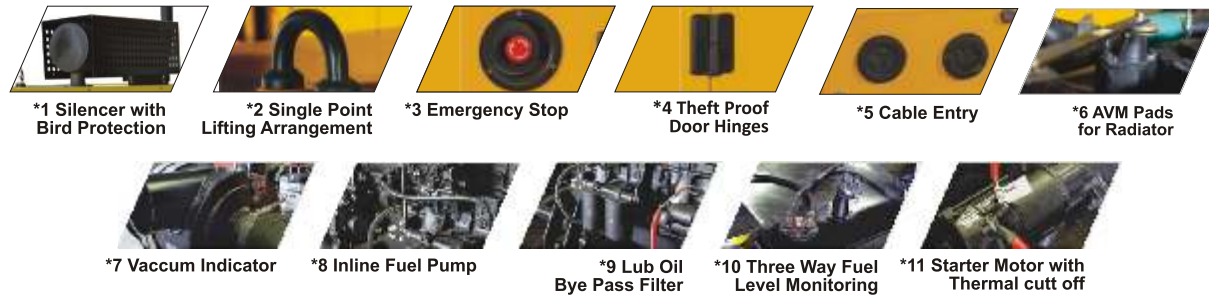 *1 Silencer with
Bird Protection
*2 Single Point
Lifting Arrangement
*3 Emergency Stop
*4 Theft Proof
Door Hinges
*5 Cable Entry
*6 AVM Pads
for Radiator
*7 Vaccum Indicator
*8 Inline Fuel Pump
*9 Lub Oil
Bye Pass Filter
*10 Three Way Fuel
Level Monitoring
*11 Starter Motor with
Thermal cutt off